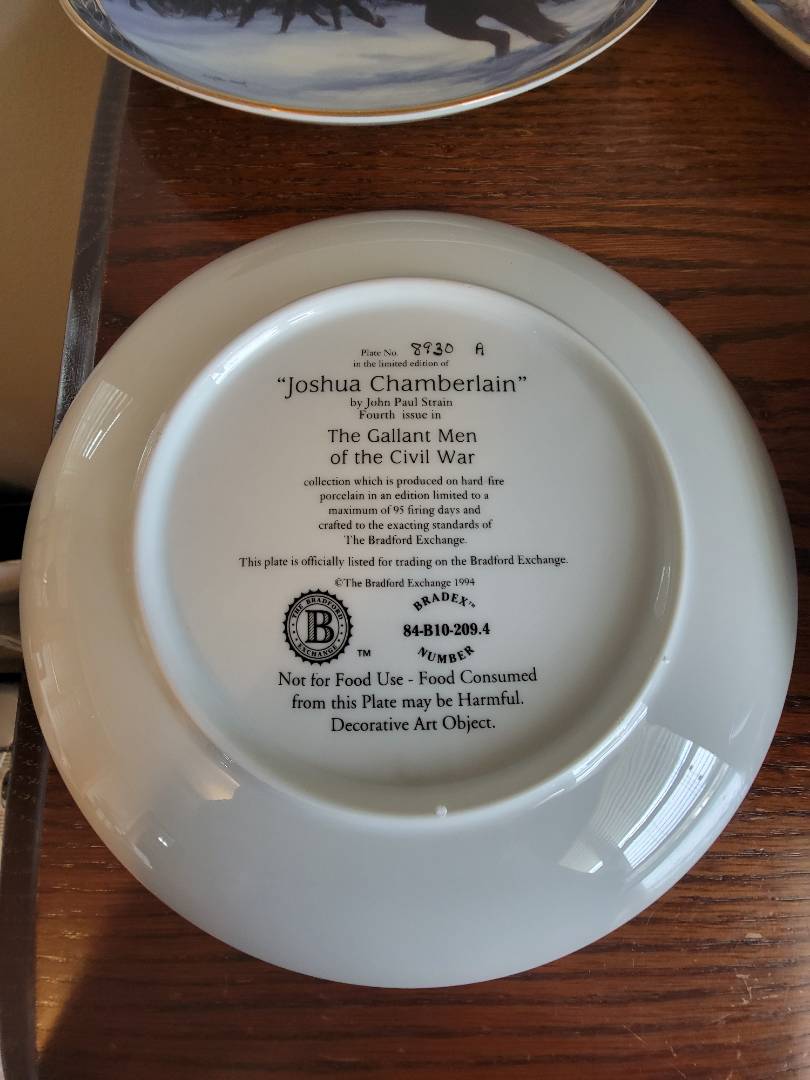 Plate No. 8930 A
in the limited edition of
"Joshua Chamberlain"
by John Paul Strain
Fourth issue in
The Gallant Men
of the Civil War
collection which is produced on hard-fire
porcelain in an edition limited to a
maximum of 95 firing days and
crafted to the exacting standards of
The Bradford Exchange.
This plate is officially listed for trading on the Bradford Exchange.
©The Bradford Exchange 1994
THE BRADFORD EXCHANGE
B
TM
BRADEX™
84-B10-209.4
NUMBER
Not for Food Use - Food Consumed
from this Plate may be Harmful.
Decorative Art Object.